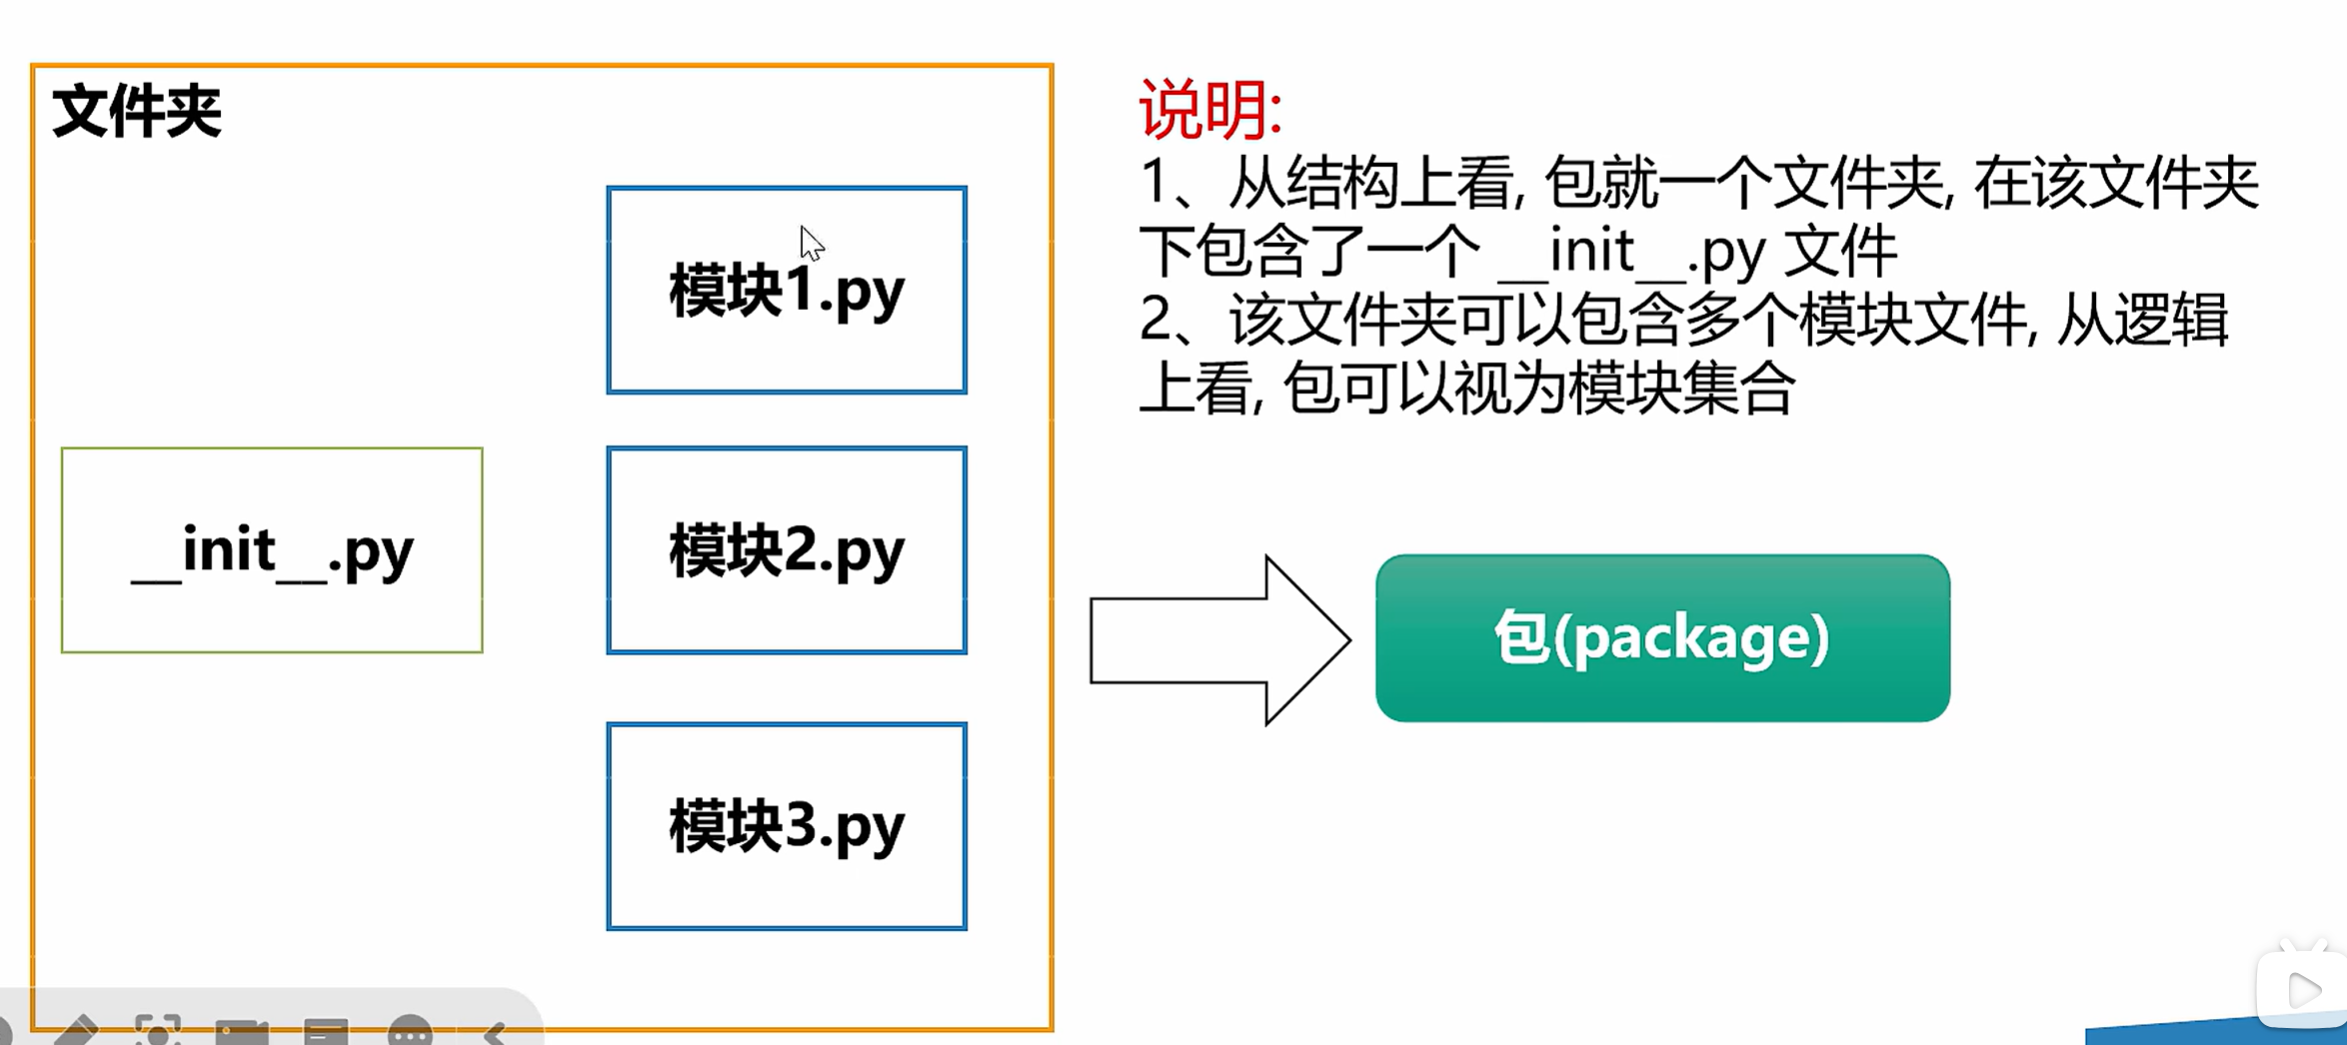 文件夹
模块1.py
__init__.py
模块2.py
模块3.py
说明:
1、从结构上看, 包就一个文件夹, 在该文件夹
下包含了一个 __init__.py 文件
2、该文件夹可以包含多个模块文件, 从逻辑
上看, 包可以视为模块集合
包(package)